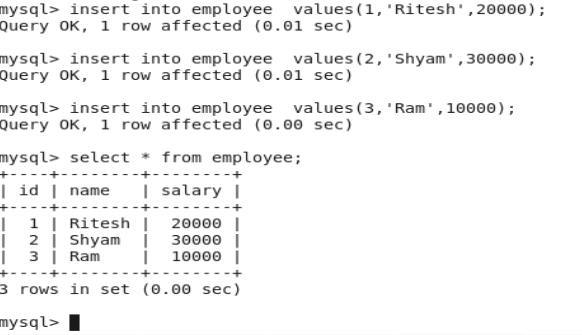 mysql> insert into employee  values(1,'Ritesh',20000);
Query OK, 1 row affected (0.01 sec)
mysql> insert into employee  values(2,'Shyam',30000);
Query OK, 1 row affected (0.01 sec)
mysql> insert into employee  values(3,'Ram',10000);
Query OK, 1 row affected (0.00 sec)
mysql> select * from employee;
+----+--------+--------+
| id | name   | salary |
+----+--------+--------+
|  1 | Ritesh |  20000 |
|  2 | Shyam  |  30000 |
|  3 | Ram    |  10000 |
+----+--------+--------+
3 rows in set (0.00 sec)
mysql>